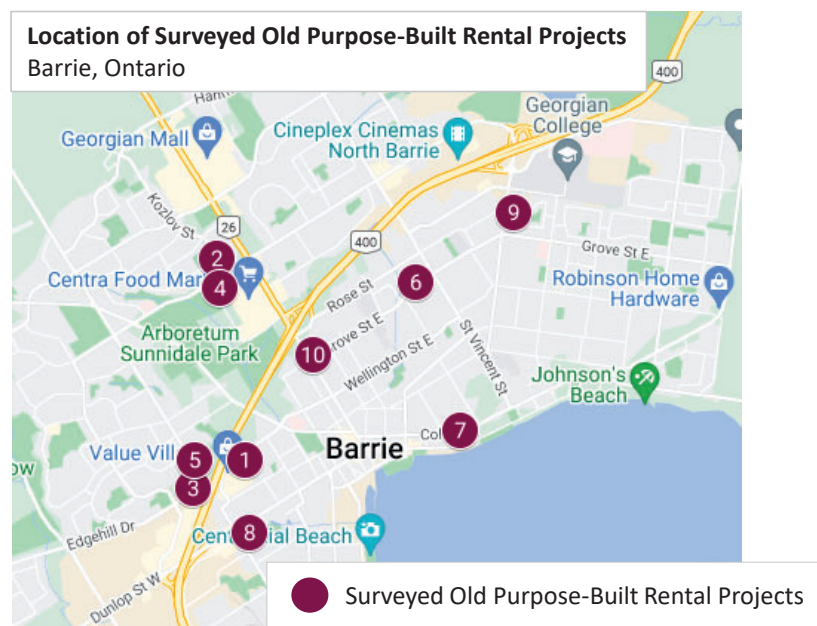 Location of Surveyed Old Purpose-Built Rental Projects
Barrie, Ontario
400
Georgian
College
Georgian Mall
Cineplex Cinemas
North Barrie
Kozlov St
9
26
400
Grove St E
2
Centra Food Mar
4
6
Robinson Home
Hardware
Rose St
Arboretum
Sunnidale Park
10
rove St E
Wellington St E
St Vincent St
Johnson's
Beach
7
Barrie
Value Vill
5
1
3
Edgehill Dr
8
ial Beach
Dunlop St W
Surveyed Old Purpose-Built Rental Projects